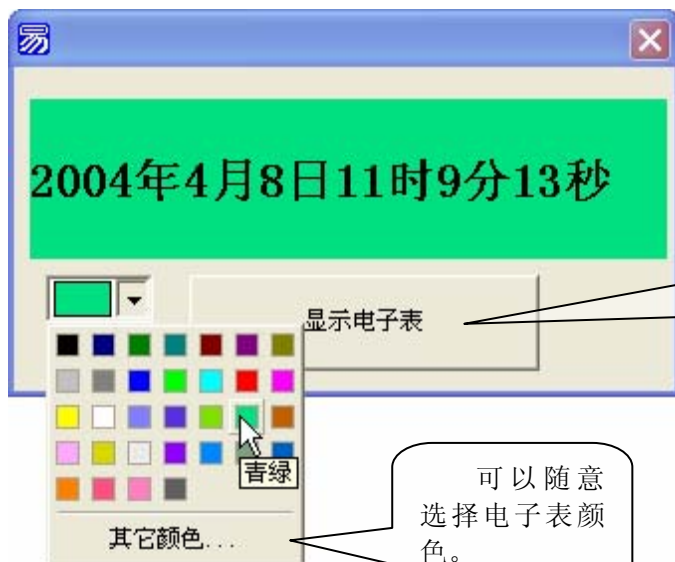 易
2004年4月8日11时9分13秒
显示电子表
青绿
其它颜色...
可以随意
选择电子表颜
色。